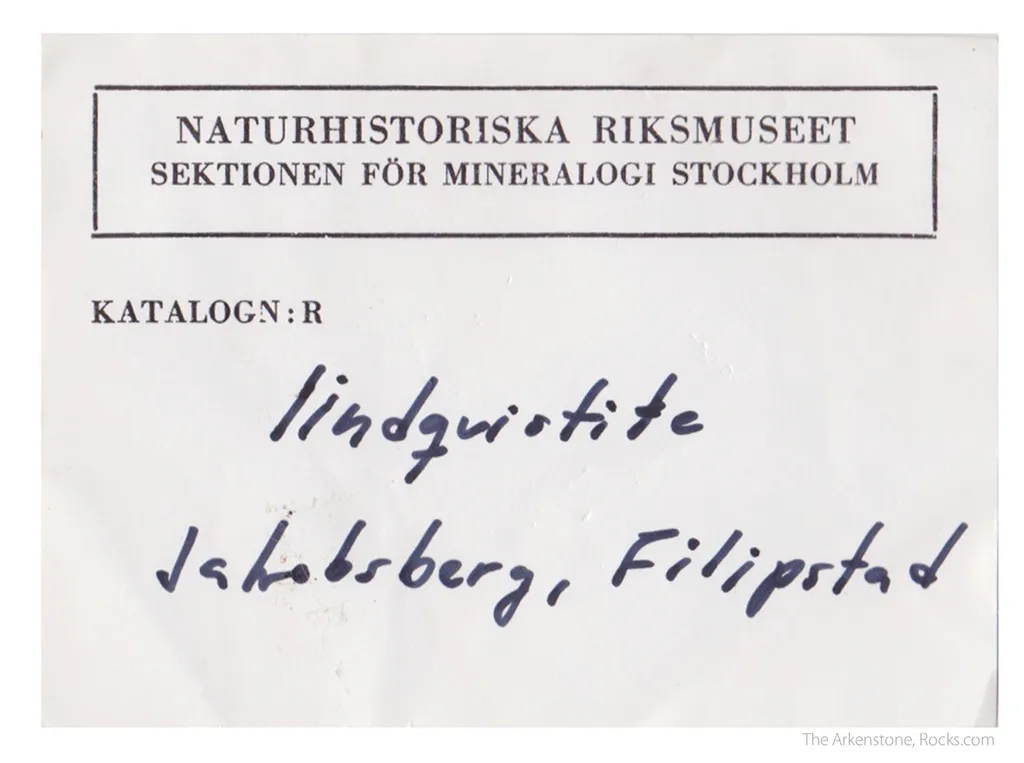 NATURHISTORISKA RIKSMUSEET
SEKTIONEN FÖR MINERALOGI STOCKHOLM
KATALOGN:R
lindqvistite
Jakobsberg, Filipstad
The Arkenstone, Rocks.com